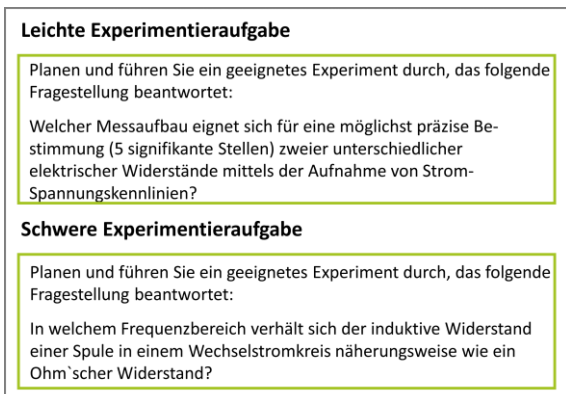 Leichte Experimentieraufgabe
Planen und führen Sie ein geeignetes Experiment durch, das folgende
Fragestellung beantwortet:
Welcher Messaufbau eignet sich für eine möglichst präzise Be-
stimmung (5 signifikante Stellen) zweier unterschiedlicher
elektrischer Widerstände mittels der Aufnahme von Strom-
Spannungskennlinien?
Schwere Experimentieraufgabe
Planen und führen Sie ein geeignetes Experiment durch, das folgende
Fragestellung beantwortet:
In welchem Frequenzbereich verhält sich der induktive Widerstand
einer Spule in einem Wechselstromkreis näherungsweise wie ein
Ohm`scher Widerstand?